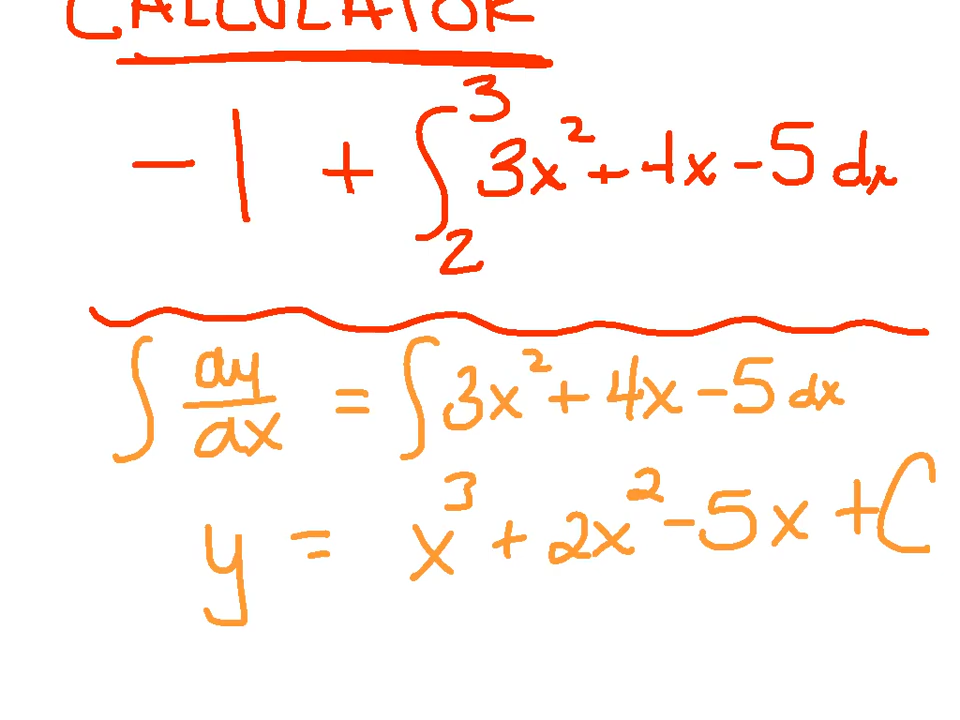 CALCULATOR
-1 + ∫₂³ 3x² + 4x - 5 dx
∫ dy/dx = ∫ 3x² + 4x - 5 dx
y = x³ + 2x² - 5x + C